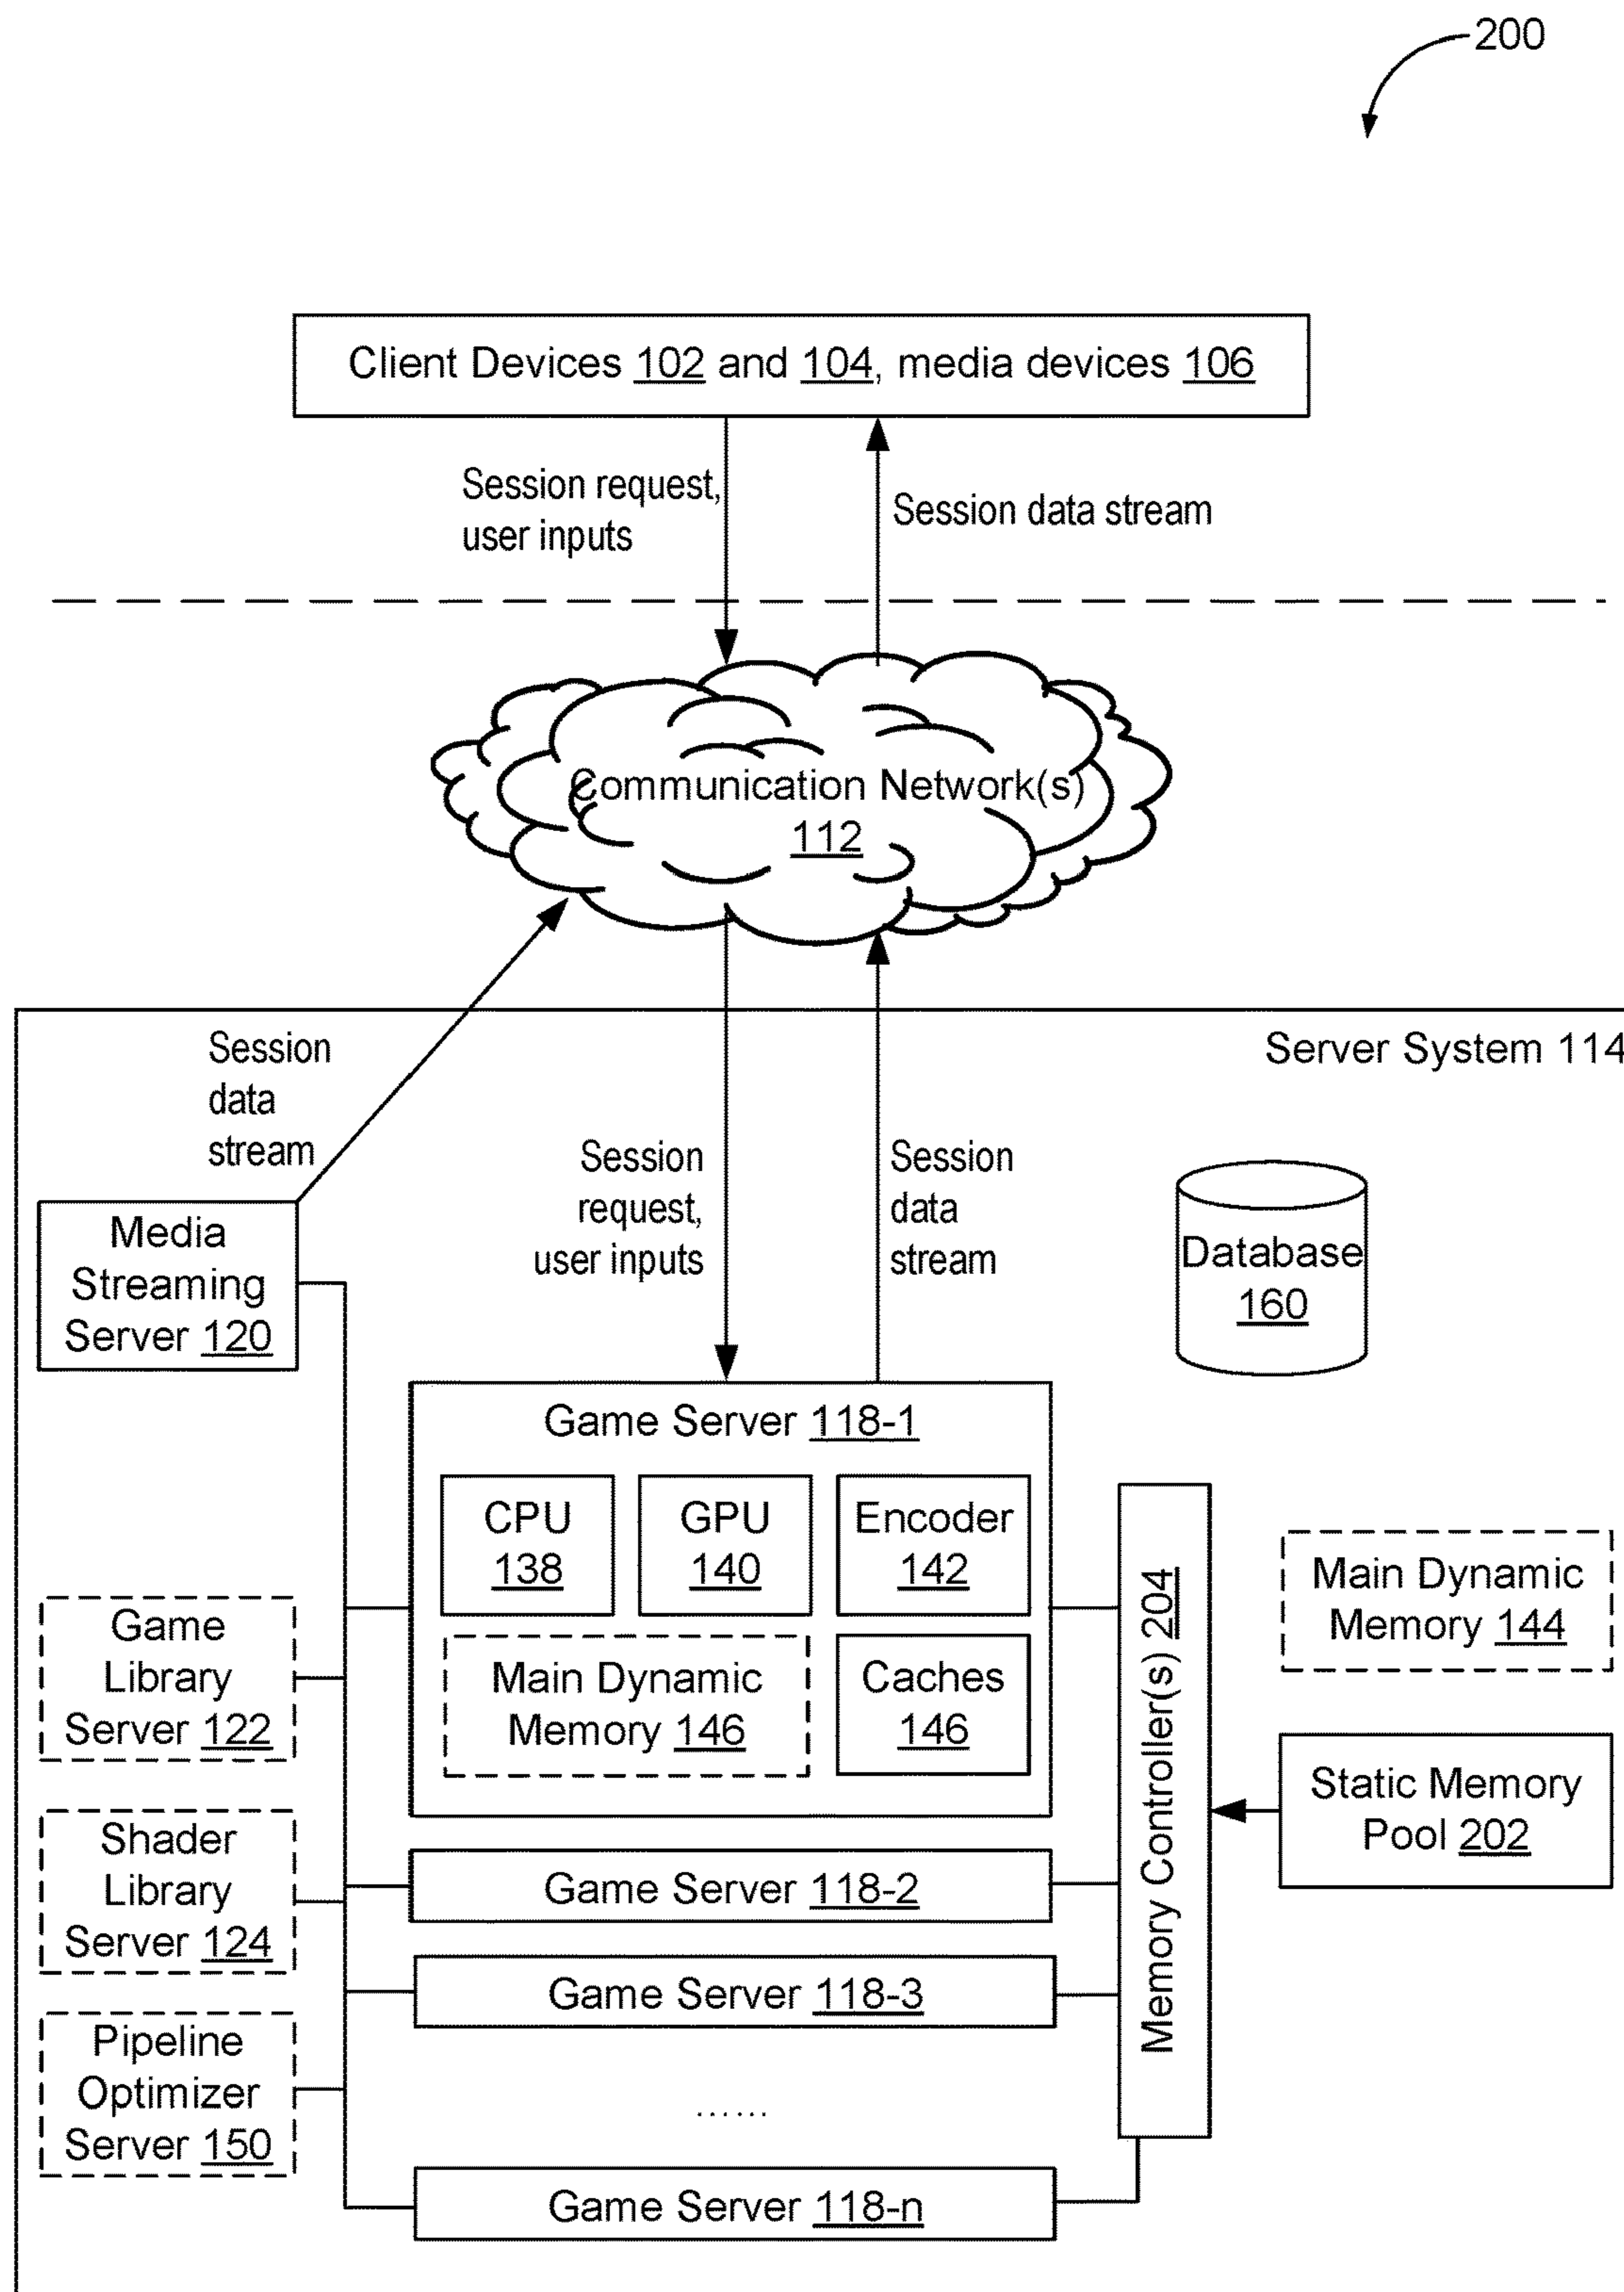 200
Client Devices 102 and 104, media devices 106
Session request,
user inputs
Session data stream
Communication Network(s)
112
Server System 114
Session
data
stream
Session
request,
user inputs
Session
data
stream
Database
160
Media
Streaming
Server 120
Game Server 118-1
CPU
138
GPU
140
Encoder
142
Main Dynamic
Memory 146
Caches
146
Memory Controller(s) 204
Main Dynamic
Memory 144
Static Memory
Pool 202
Game
Library
Server 122
Shader
Library
Server 124
Pipeline
Optimizer
Server 150
Game Server 118-2
Game Server 118-3
......
Game Server 118-n